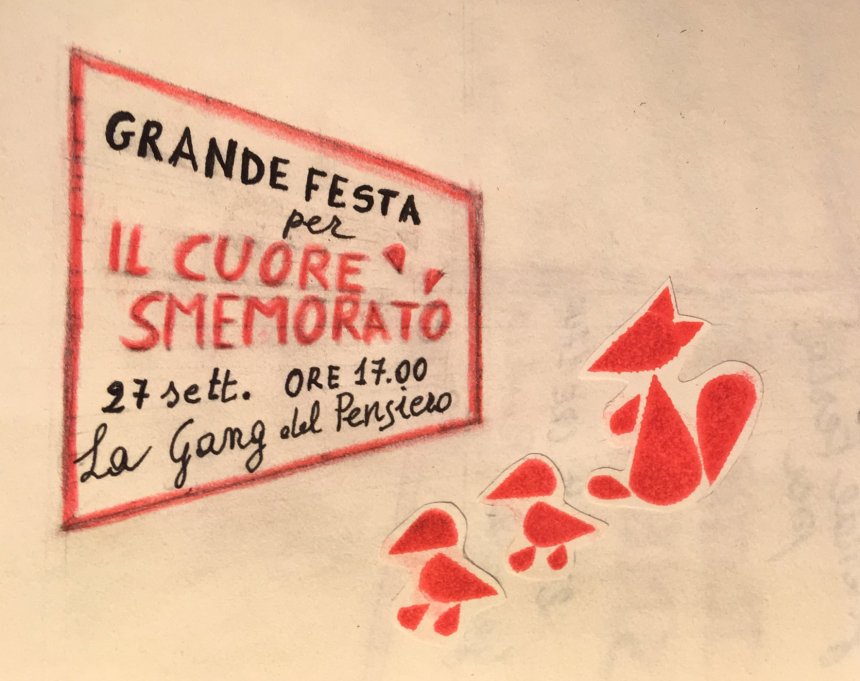 GRANDE FESTA
per
IL CUORE
SMEMORATO
27 sett. ORE 17.00
La Gang del Pensiero